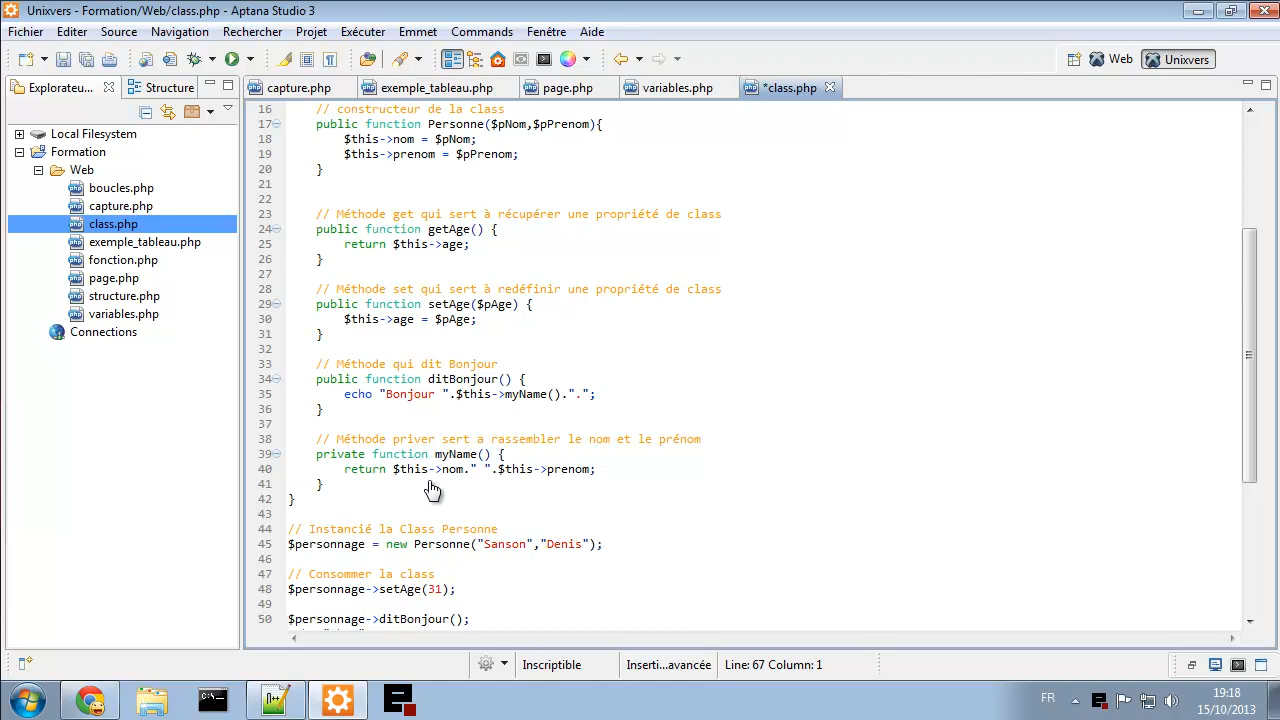 Unixvers - Formation/Web/class.php - Aptana Studio 3
Fichier Editer Source Navigation Rechercher Projet Exécuter Emmet Commands Fenêtre Aide
Web Unixvers
Explorateu... Structure
capture.php exemple_tableau.php page.php variables.php *class.php
Local Filesystem
Formation
Web
boucles.php
capture.php
class.php
exemple_tableau.php
fonction.php
page.php
structure.php
variables.php
Connections
16 // constructeur de la class
17 public function Personne($pNom,$pPrenom){
18 $this->nom = $pNom;
19 $this->prenom = $pPrenom;
20 }
21
22
23 // Méthode get qui sert à récupérer une propriété de class
24 public function getAge() {
25 return $this->age;
26 }
27
28 // Méthode set qui sert à redéfinir une propriété de class
29 public function setAge($pAge) {
30 $this->age = $pAge;
31 }
32
33 // Méthode qui dit Bonjour
34 public function ditBonjour() {
35 echo "Bonjour ".$this->myName().".";
36 }
37
38 // Méthode priver sert a rassembler le nom et le prénom
39 private function myName() {
40 return $this->nom." ".$this->prenom;
41 }
42 }
43
44 // Instancié la Class Personne
45 $personnage = new Personne("Sanson","Denis");
46
47 // Consommer la class
48 $personnage->setAge(31);
49
50 $personnage->ditBonjour();
Inscriptible Inserti...avancée Line: 67 Column: 1
FR
19:18
15/10/2013